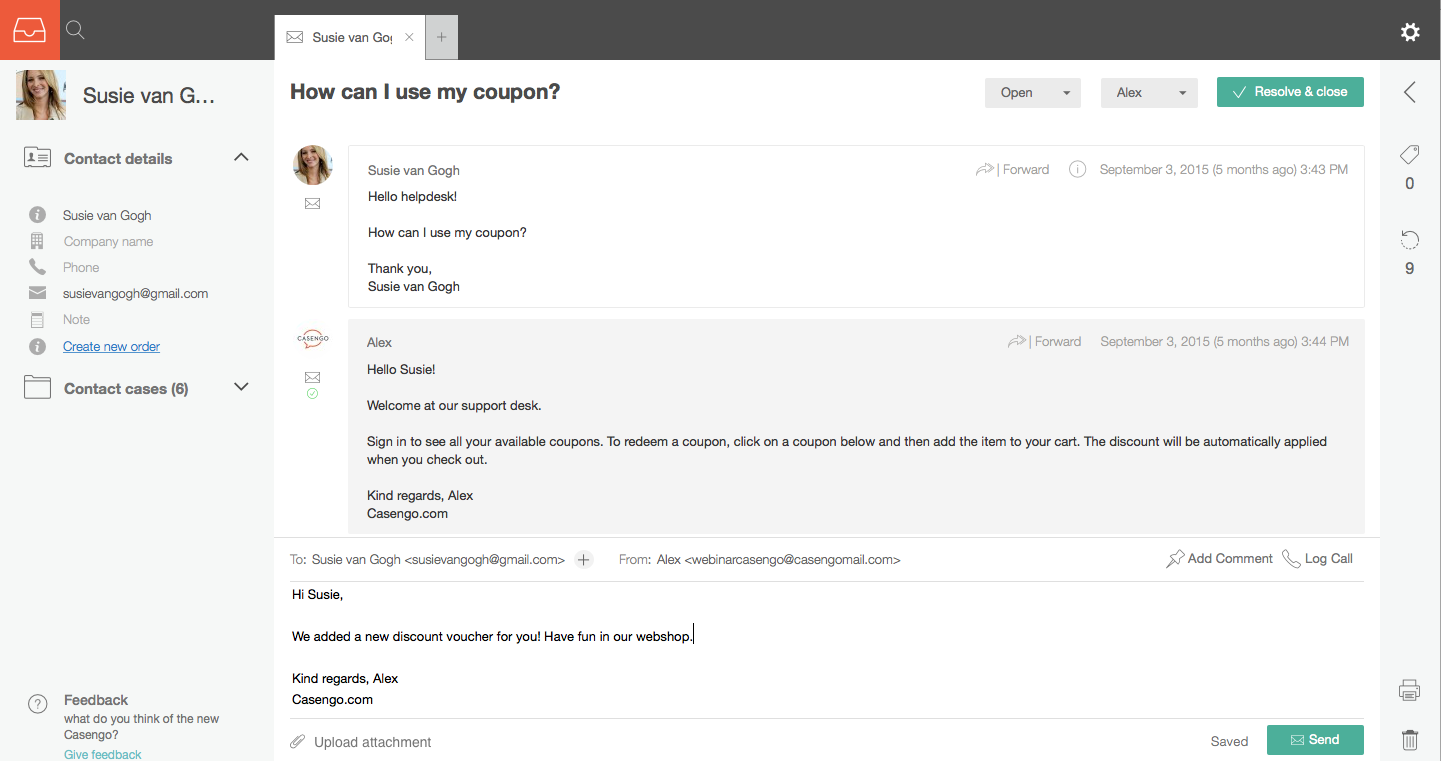 Susie van Gog
Susie van G...
Contact details
Susie van Gogh
Company name
Phone
susievangogh@gmail.com
Note
Create new order
Contact cases (6)
Feedback
what do you think of the new
Casengo?
Give feedback
How can I use my coupon?
Open
Alex
Resolve & close
Susie van Gogh
| Forward
September 3, 2015 (5 months ago) 3:43 PM
Hello helpdesk!
How can I use my coupon?
Thank you,
Susie van Gogh
CASENGO
Alex
| Forward
September 3, 2015 (5 months ago) 3:44 PM
Hello Susie!
Welcome at our support desk.
Sign in to see all your available coupons. To redeem a coupon, click on a coupon below and then add the item to your cart. The discount will be automatically applied
when you check out.
Kind regards, Alex
Casengo.com
To: Susie van Gogh <susievangogh@gmail.com> + From: Alex <webinarcasengo@casengomail.com>
Add Comment
Log Call
Hi Susie,
We added a new discount voucher for you! Have fun in our webshop.
Kind regards, Alex
Casengo.com
Upload attachment
Saved
Send
0
9